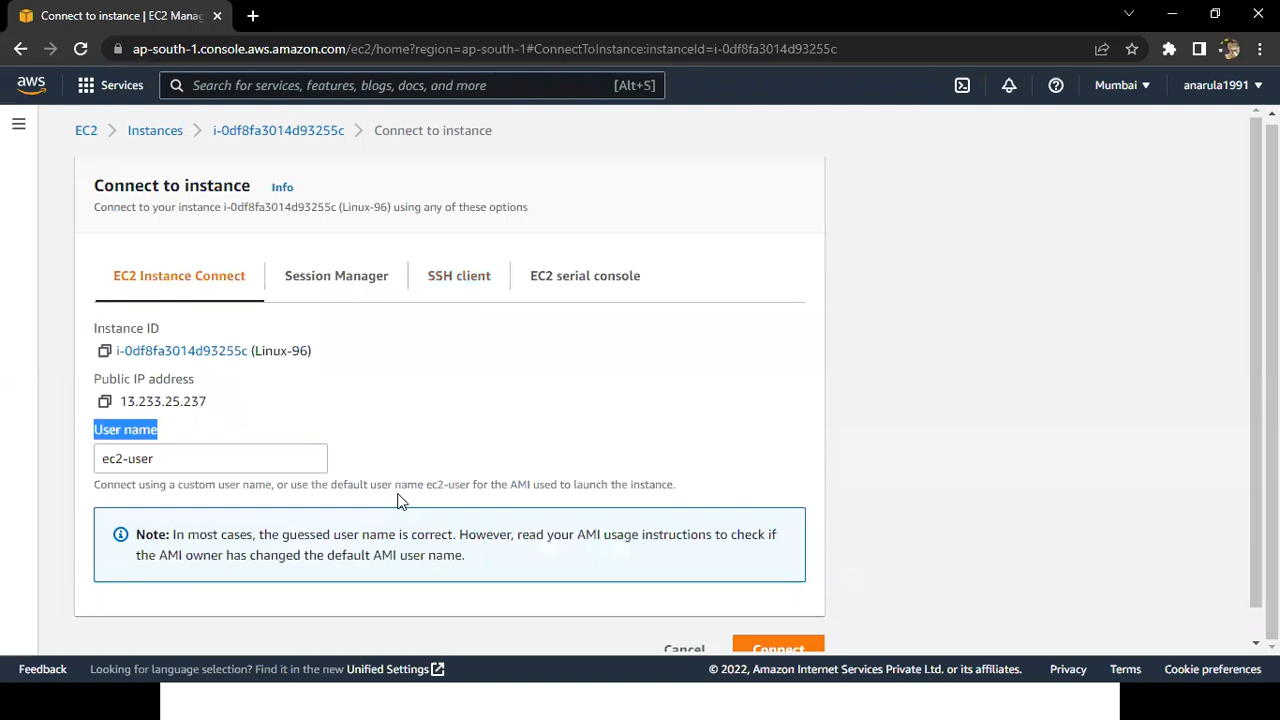 Connect to instance | EC2 Manag
ap-south-1.console.aws.amazon.com/ec2/home?region=ap-south-1#ConnectToInstance:instanceId=i-0df8fa3014d93255c
aws Services Search for services, features, blogs, docs, and more [Alt+S] Mumbai anarula1991
EC2 Instances i-0df8fa3014d93255c Connect to instance
Connect to instance Info
Connect to your instance i-0df8fa3014d93255c (Linux-96) using any of these options
EC2 Instance Connect Session Manager SSH client EC2 serial console
Instance ID
i-0df8fa3014d93255c (Linux-96)
Public IP address
13.233.25.237
User name
ec2-user
Connect using a custom user name, or use the default user name ec2-user for the AMI used to launch the instance.
Note: In most cases, the guessed user name is correct. However, read your AMI usage instructions to check if
the AMI owner has changed the default AMI user name.
Cancel Connect
Feedback Looking for language selection? Find it in the new Unified Settings © 2022, Amazon Internet Services Private Ltd. or its affiliates. Privacy Terms Cookie preferences